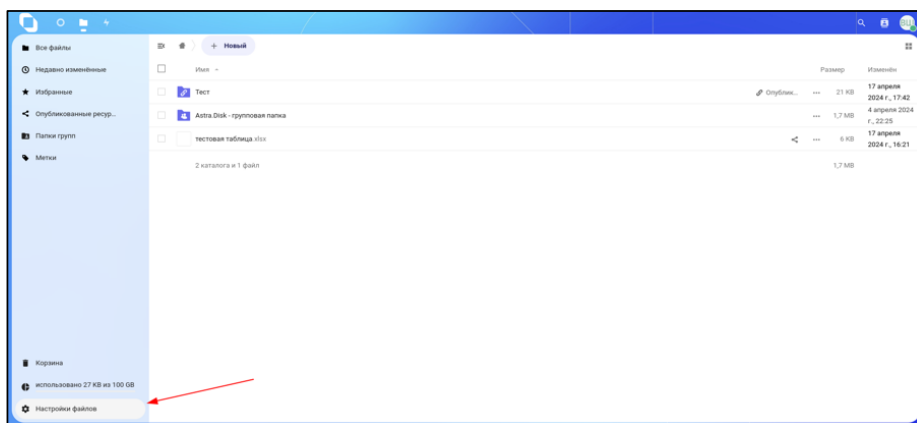 Все файлы
+ Новый
Недавно изменённые
Имя
Размер
Изменён
Избранные
Тест
Опублик...
21 KB
17 апреля
2024 г., 17:42
Опубликованные ресур...
Astra.Disk - групповая папка
1,7 MB
4 апреля 2024
г., 22:25
Папки групп
тестовая таблица.xlsx
6 KB
17 апреля
2024 г., 16:21
Метки
2 каталога и 1 файл
1,7 MB
Корзина
использовано 27 KB из 100 GB
Настройки файлов